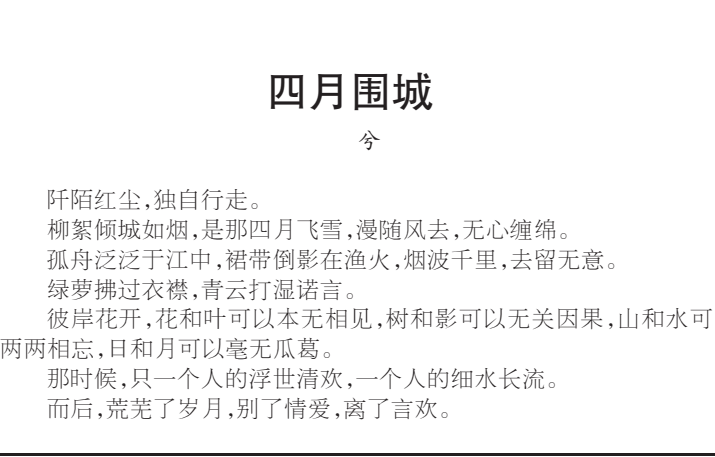 四月围城
兮
阡陌红尘,独自行走。
柳絮倾城如烟,是那四月飞雪,漫随风去,无心缠绵。
孤舟泛泛于江中,裙带倒影在渔火,烟波千里,去留无意。
绿萝拂过衣襟,青云打湿诺言。
彼岸花开,花和叶可以本无相见,树和影可以无关因果,山和水可
两两相忘,日和月可以毫无瓜葛。
那时候,只一个人的浮世清欢,一个人的细水长流。
而后,荒芜了岁月,别了情爱,离了言欢。